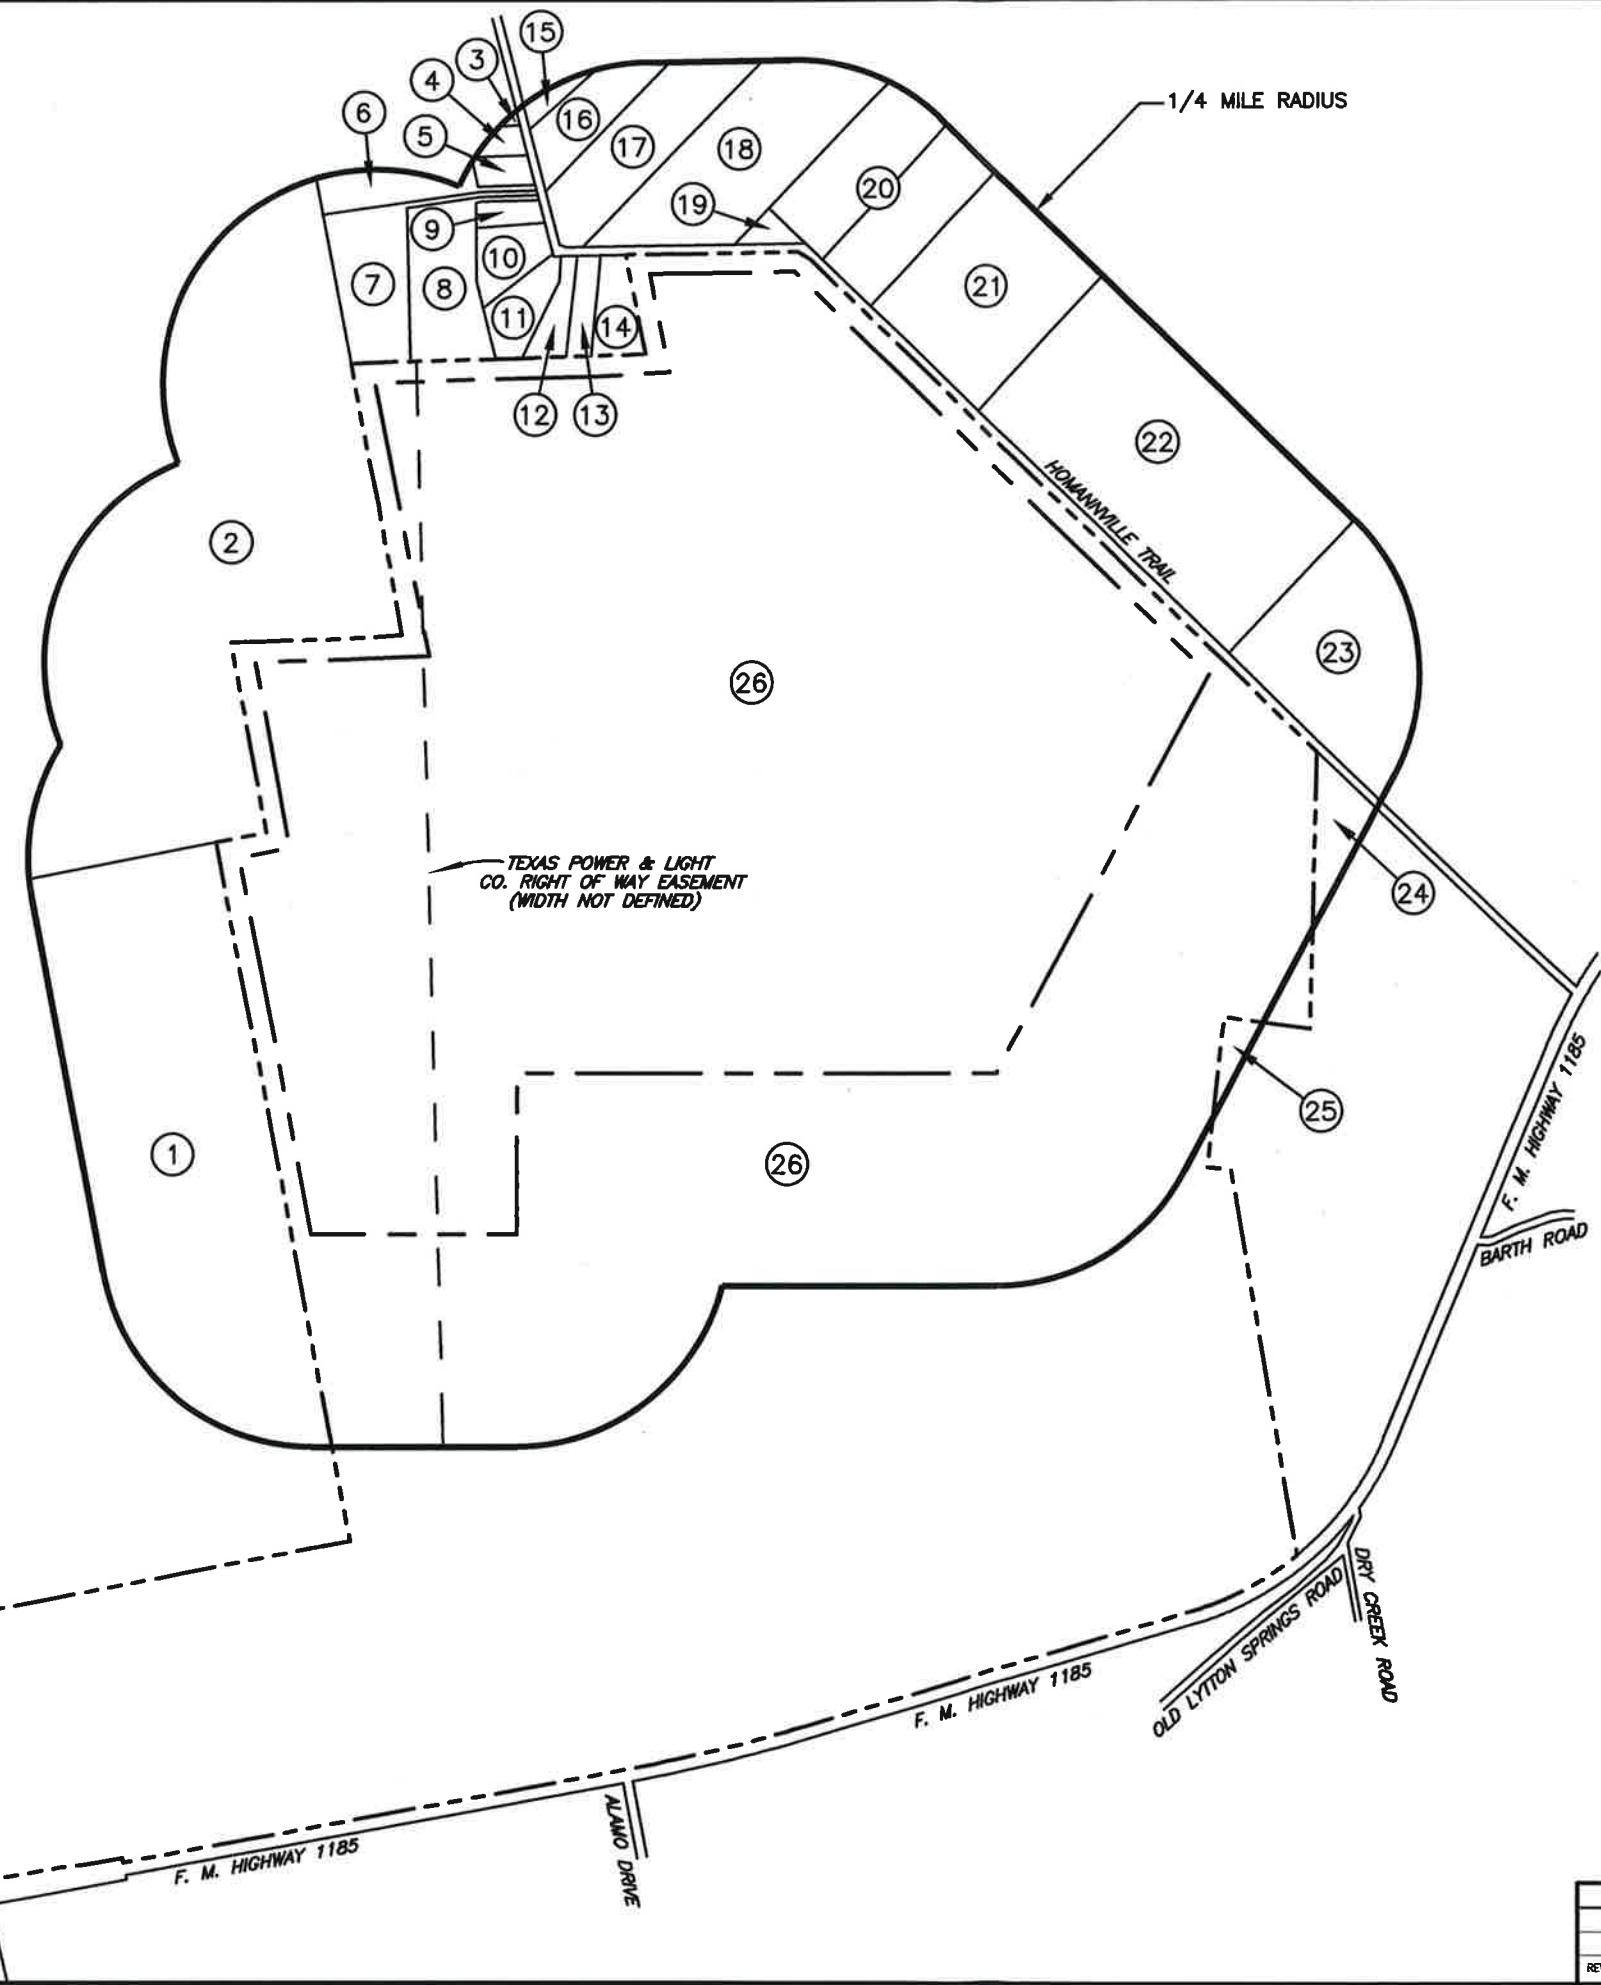 15
3
4
1/4 MILE RADIUS
6
16
5
17
18
20
19
9
10
7
8
21
11
14
12
13
22
HOMANNVILLE TRAIL
2
23
26
TEXAS POWER & LIGHT
CO. RIGHT OF WAY EASEMENT
(WIDTH NOT DEFINED)
24
F. M. HIGHWAY 1185
25
1
26
BARTH ROAD
DRY CREEK ROAD
OLD LYTTON SPRINGS ROAD
F. M. HIGHWAY 1185
ALAMO DRIVE
F. M. HIGHWAY 1185